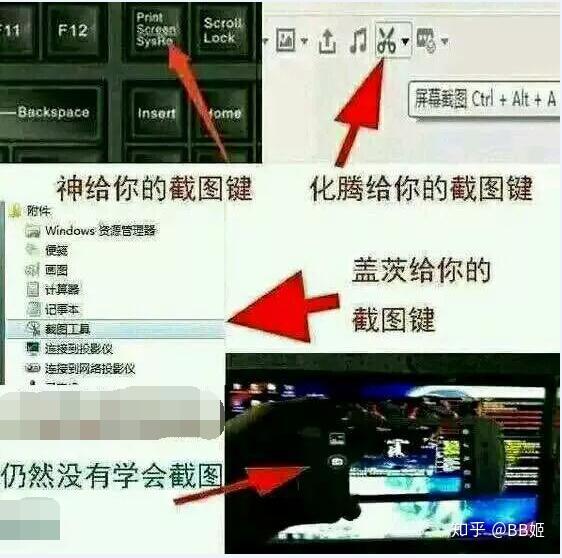 F11
F12
Print
Screen
SysRq
Scroll
Lock
Backspace
Insert
Home
屏幕截图 Ctrl + Alt + A
神给你的截图键
化腾给你的截图键
附件
Windows 资源管理器
便笺
画图
计算器
记事本
截图工具
连接到投影仪
连接到网络投影仪
盖茨给你的
截图键
仍然没有学会截图
知乎 @BB姬